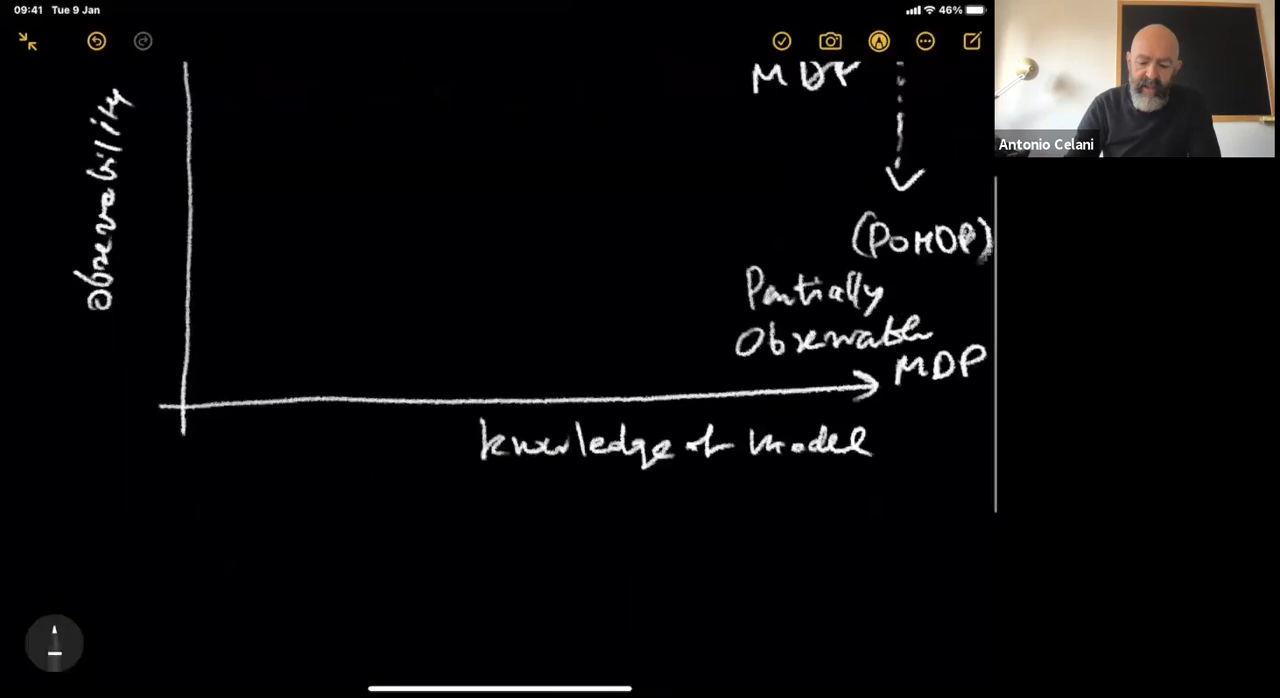 09:41 Tue 9 Jan
46%
MDP
Observability
(POMDP)
Partially
Observable
MDP
knowledge of model
Antonio Celani